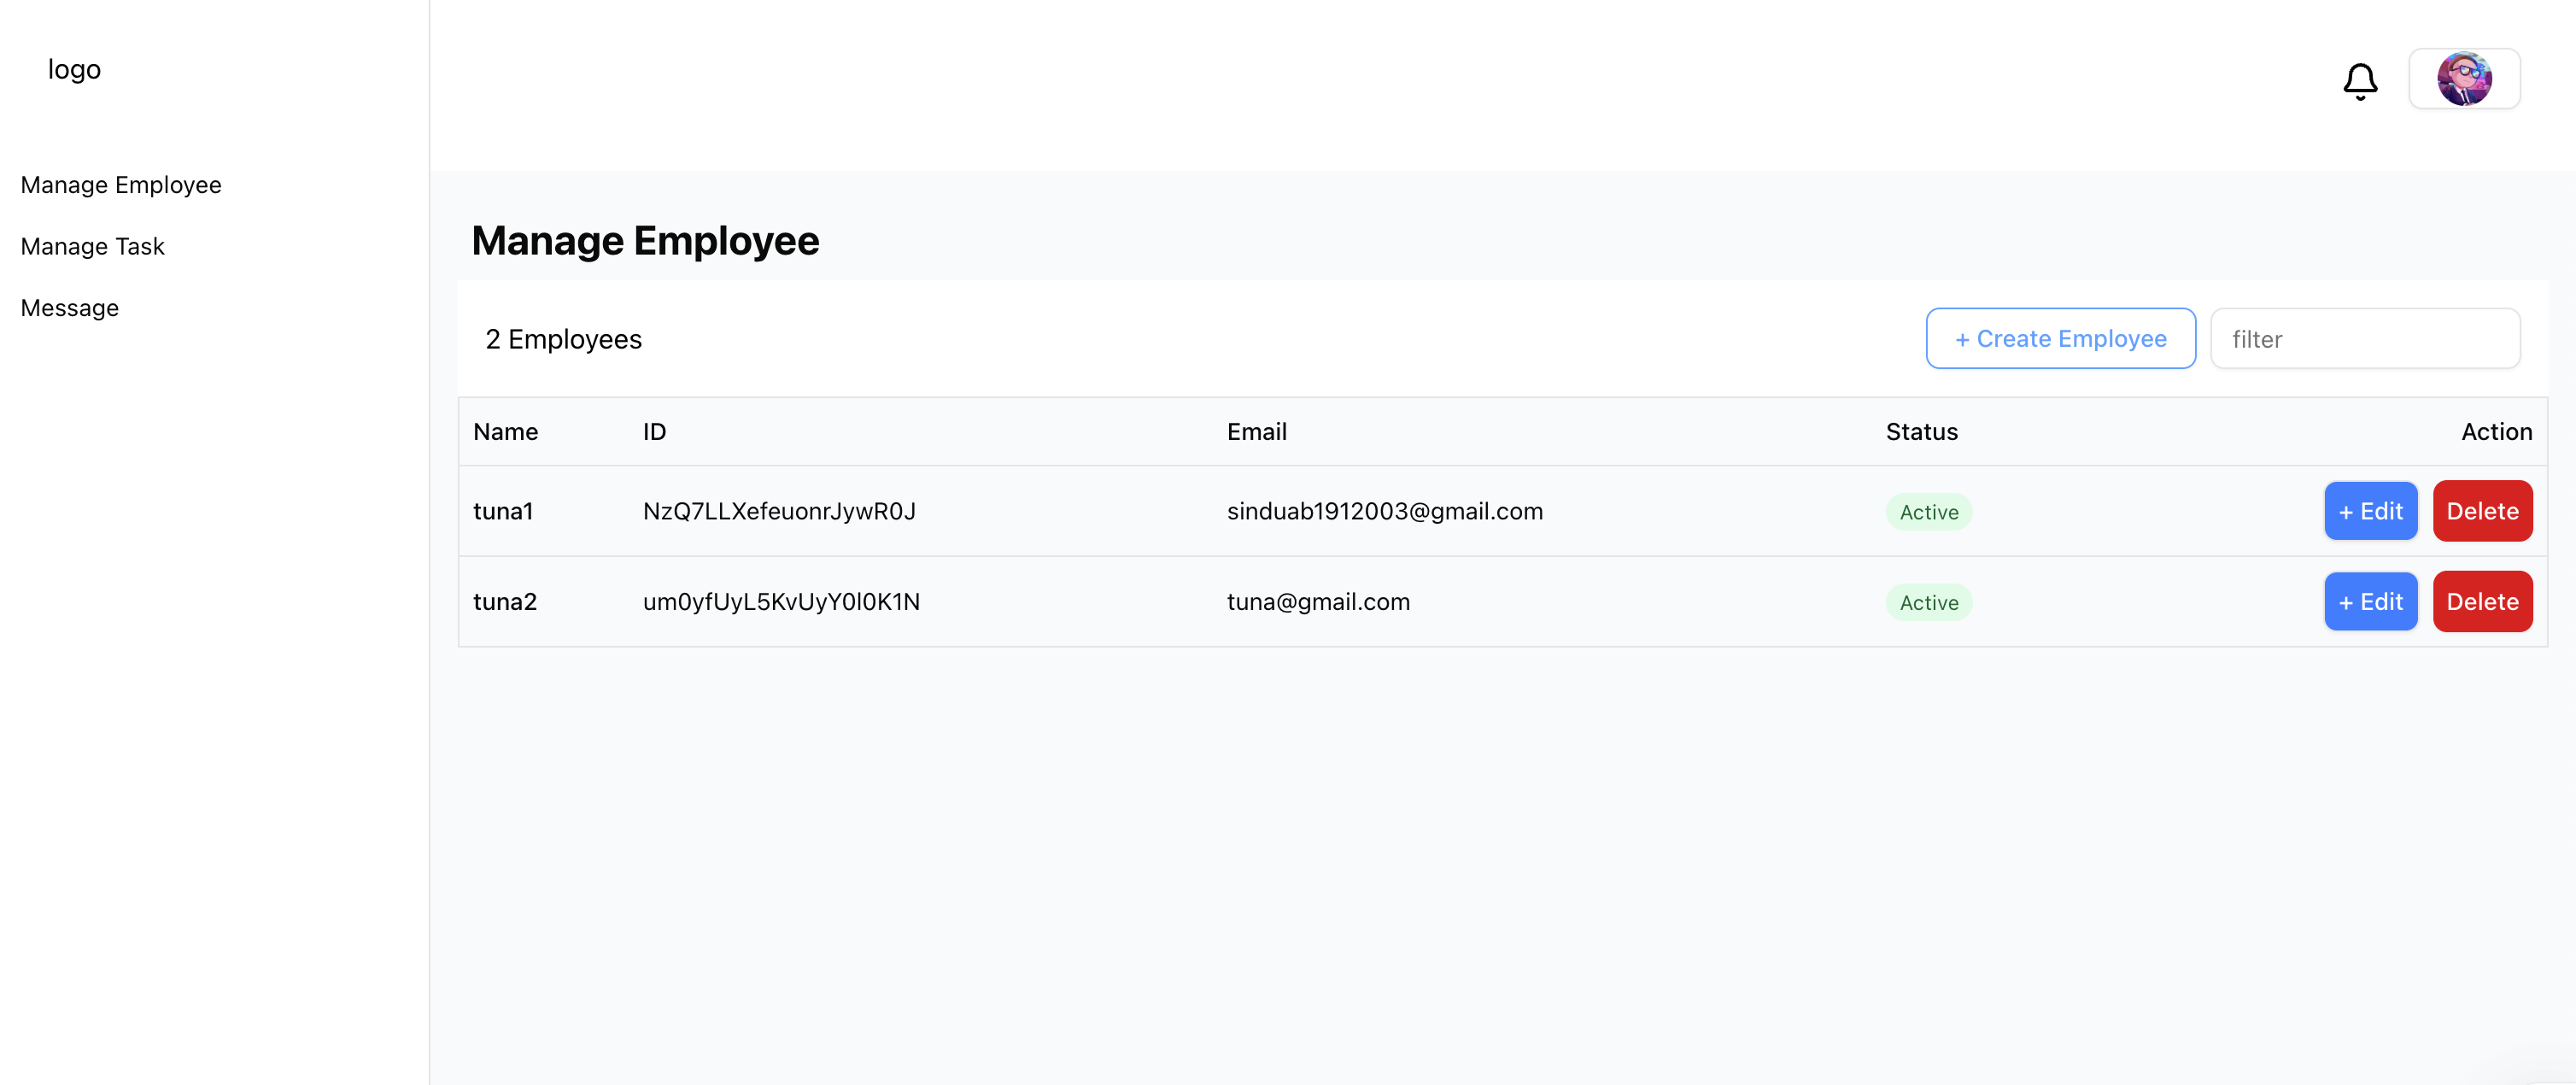 logo
Manage Employee
Manage Task
Message
Manage Employee
2 Employees
+ Create Employee
filter
Name ID Email Status Action
tuna1 NzQ7LLXefeuonrJywR0J sinduab1912003@gmail.com Active + Edit Delete
tuna2 um0yfUyL5KvUyY0l0K1N tuna@gmail.com Active + Edit Delete